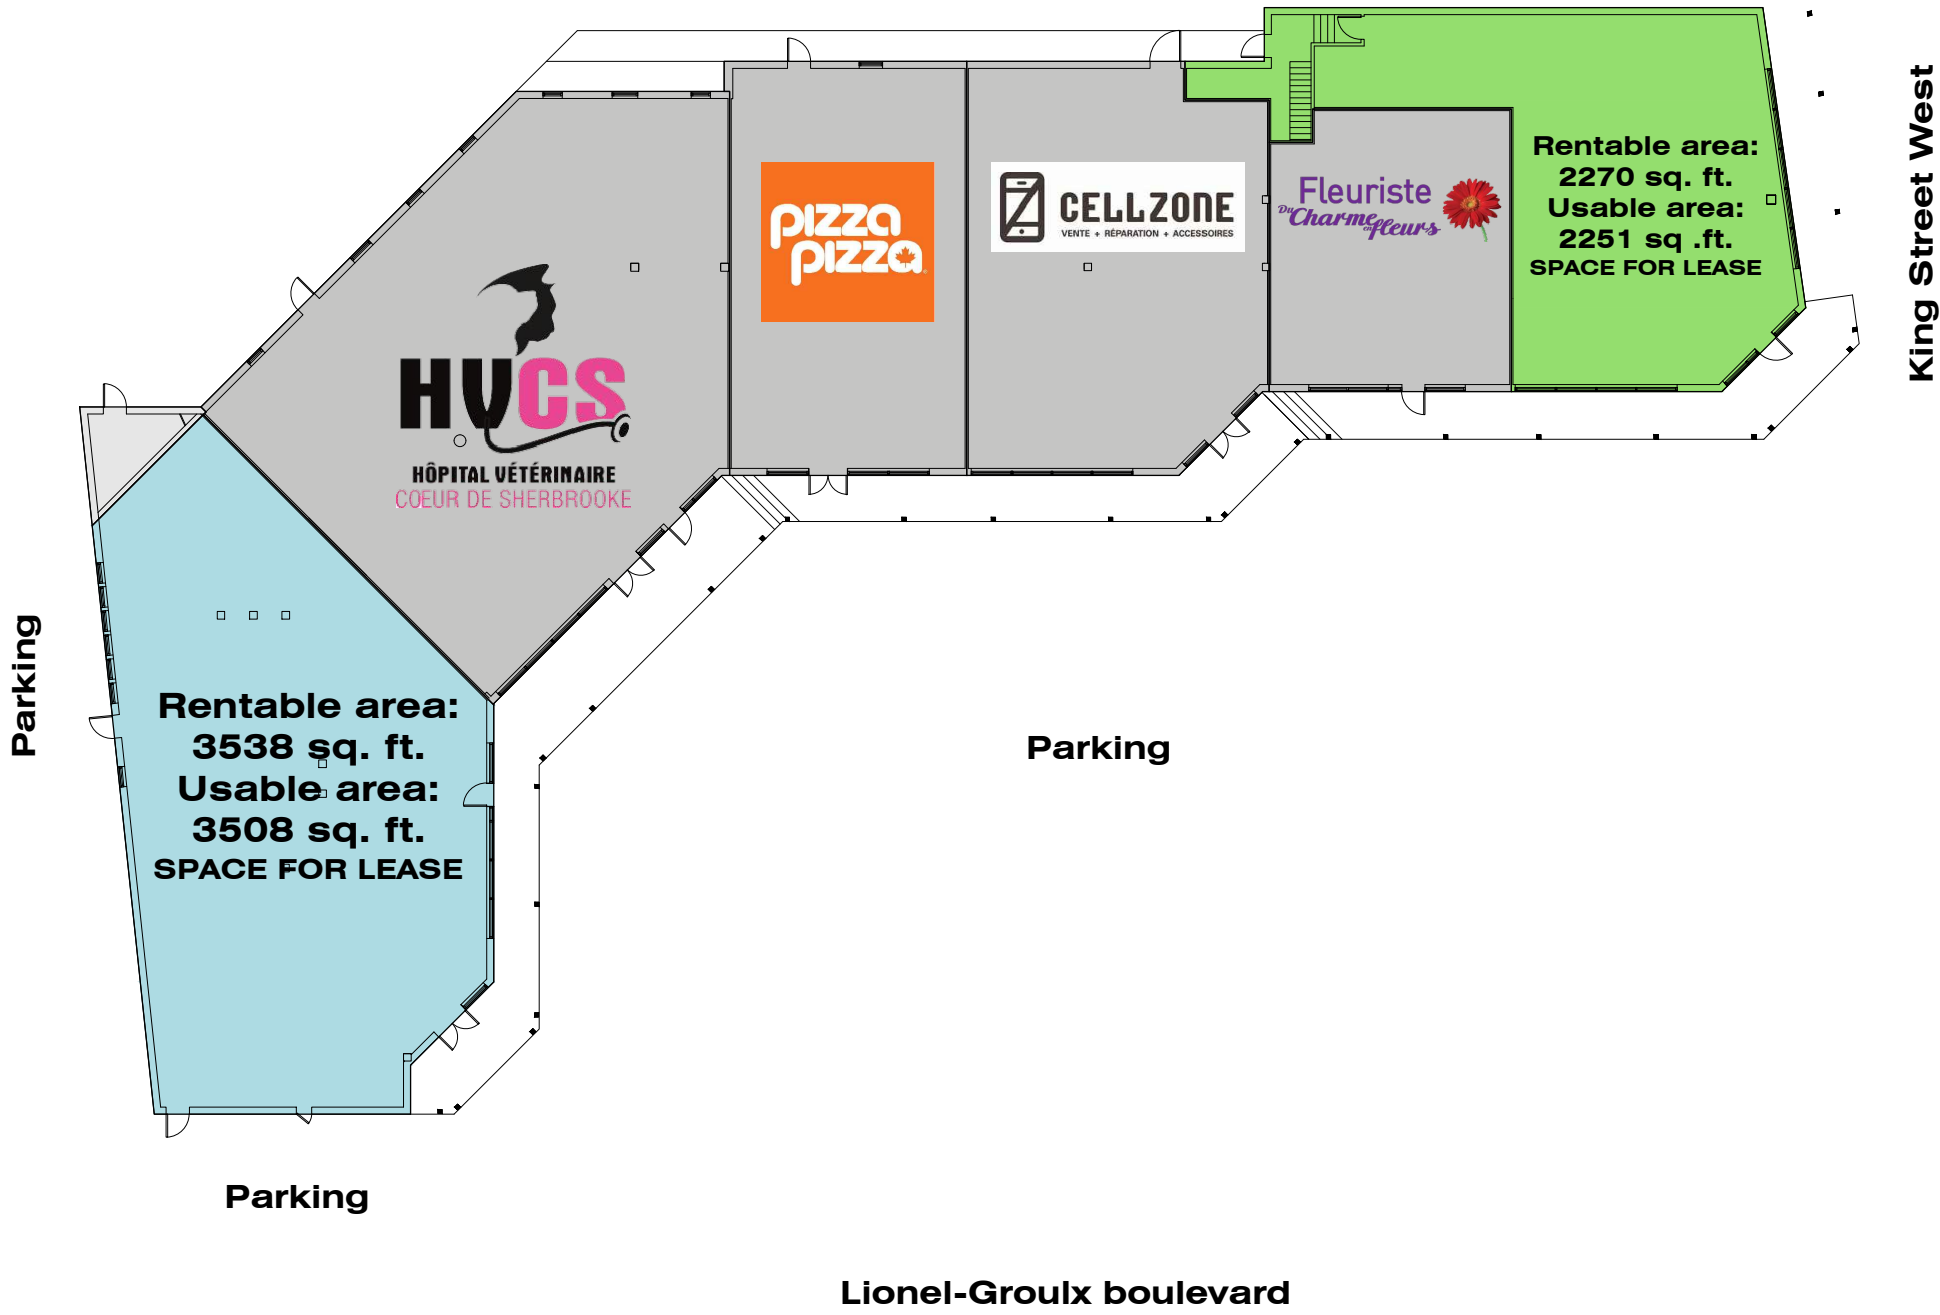 King Street West
Rentable area:
2270 sq. ft.
Usable area:
2251 sq .ft.
SPACE FOR LEASE
pizza
pizza
CELLZONE
VENTE + RÉPARATION + ACCESSOIRES
Fleuriste
Du Charme en fleurs
HVCS
HÔPITAL VÉTÉRINAIRE
COEUR DE SHERBROOKE
Parking
Rentable area:
3538 sq. ft.
Usable area:
3508 sq. ft.
SPACE FOR LEASE
Parking
Parking
Lionel-Groulx boulevard